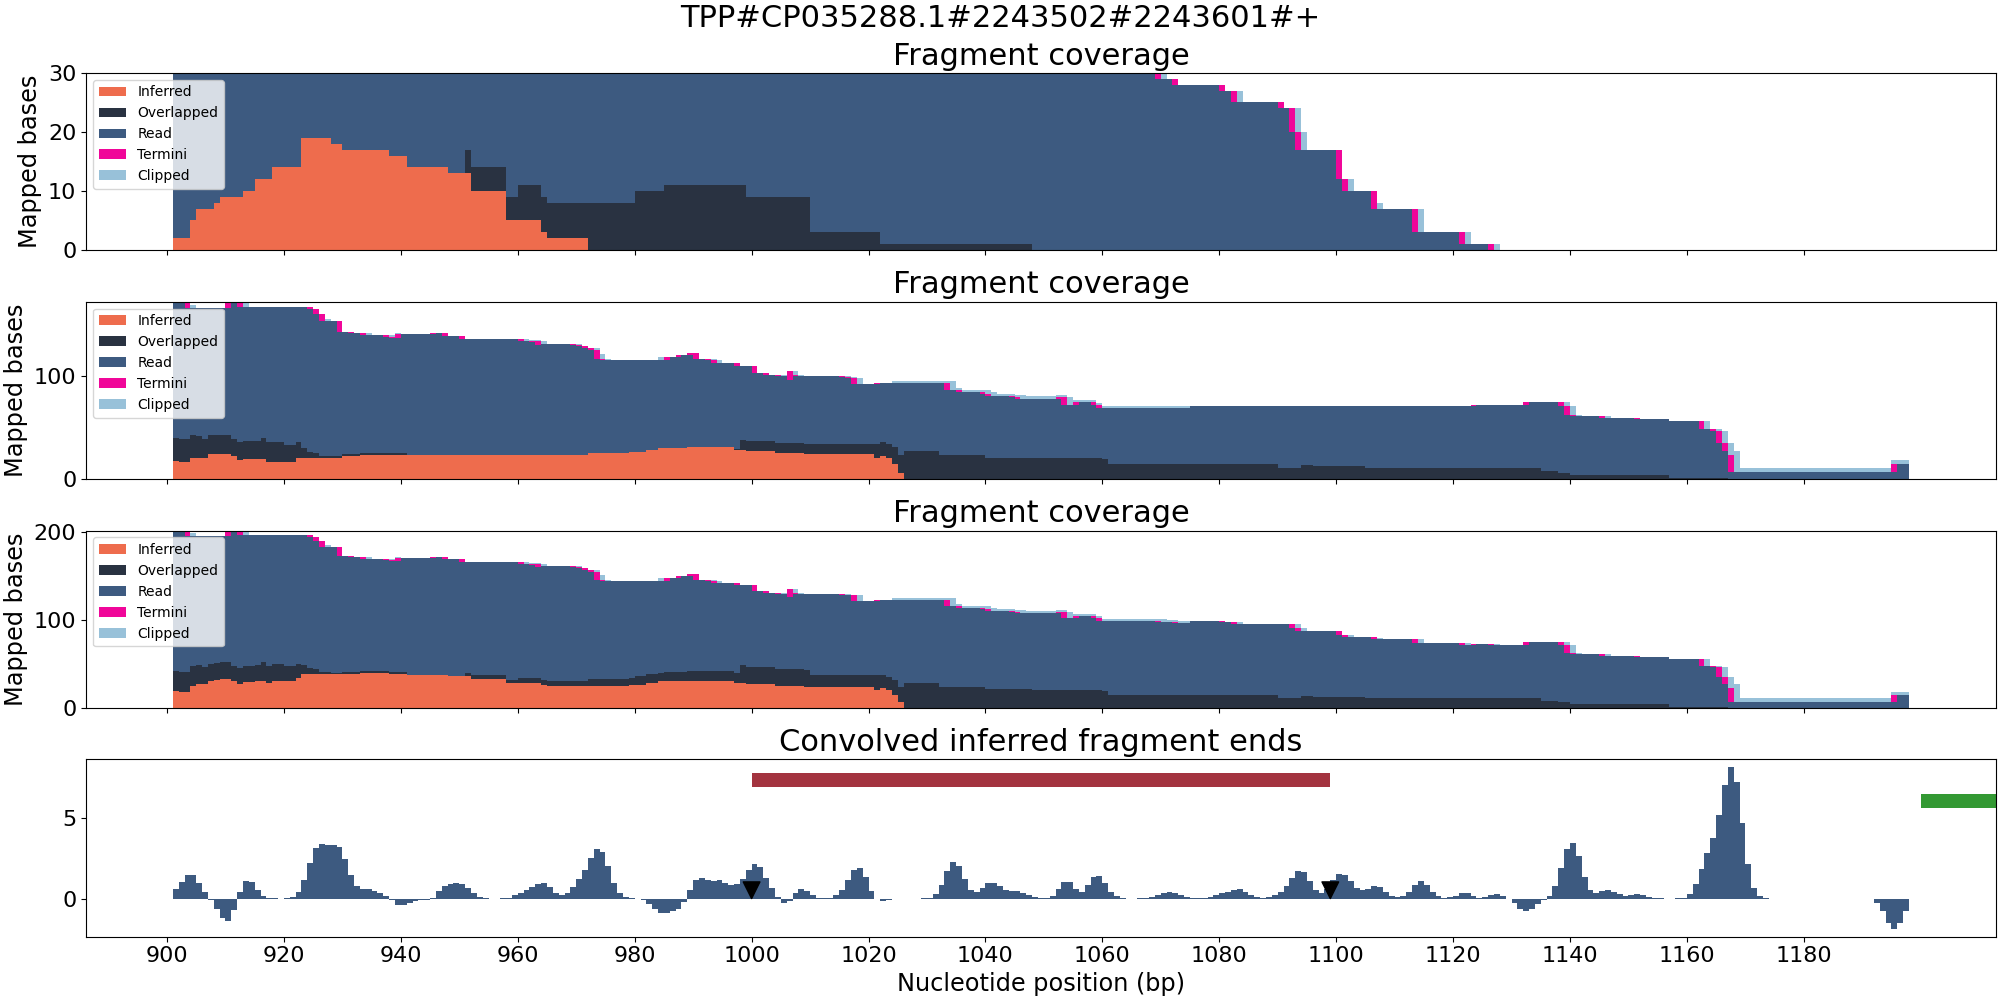 TPP#CP035288.1#2243502#2243601#+
Fragment coverage
Mapped bases
30
20
10
0
Inferred
Overlapped
Read
Termini
Clipped
Fragment coverage
Mapped bases
100
0
Inferred
Overlapped
Read
Termini
Clipped
Fragment coverage
Mapped bases
200
100
0
Inferred
Overlapped
Read
Termini
Clipped
Convolved inferred fragment ends
5
0
900 920 940 960 980 1000 1020 1040 1060 1080 1100 1120 1140 1160 1180
Nucleotide position (bp)